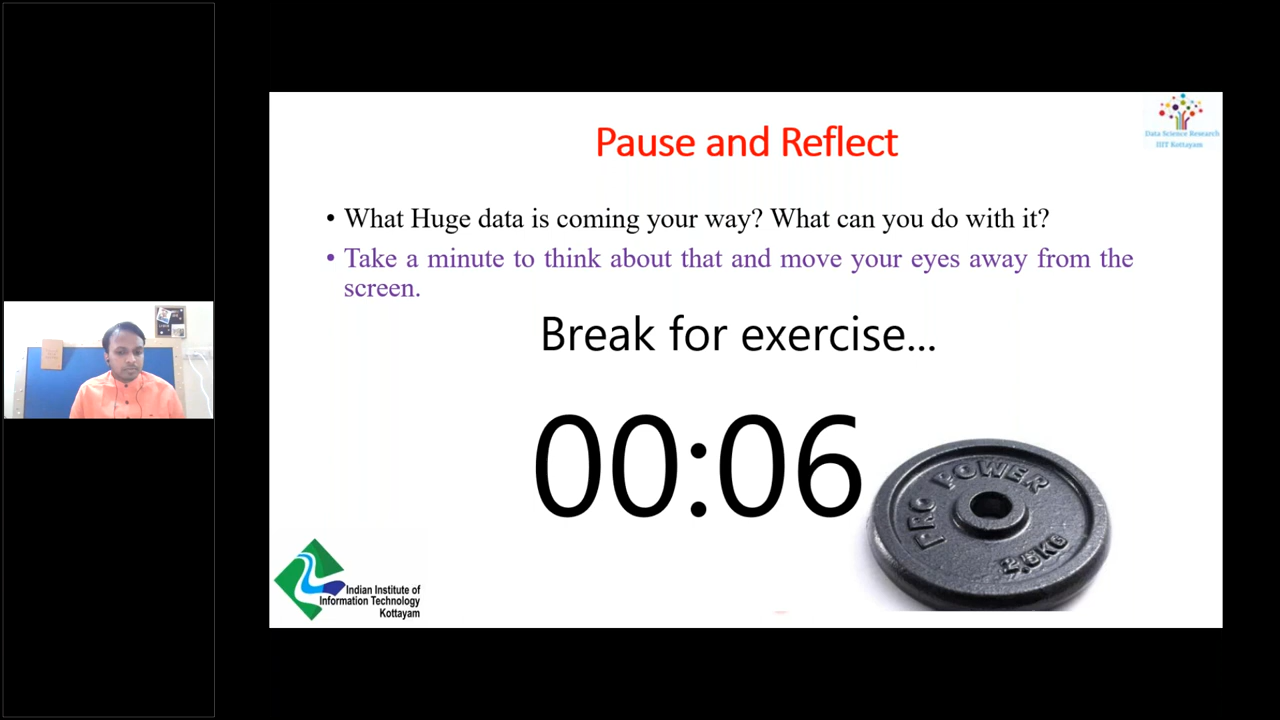 Data Science Research
IIIT Kottayam
Pause and Reflect
• What Huge data is coming your way? What can you do with it?
• Take a minute to think about that and move your eyes away from the
screen.
Break for exercise...
00:06
PRO POWER
2,5KG
Indian Institute of
Information Technology
Kottayam